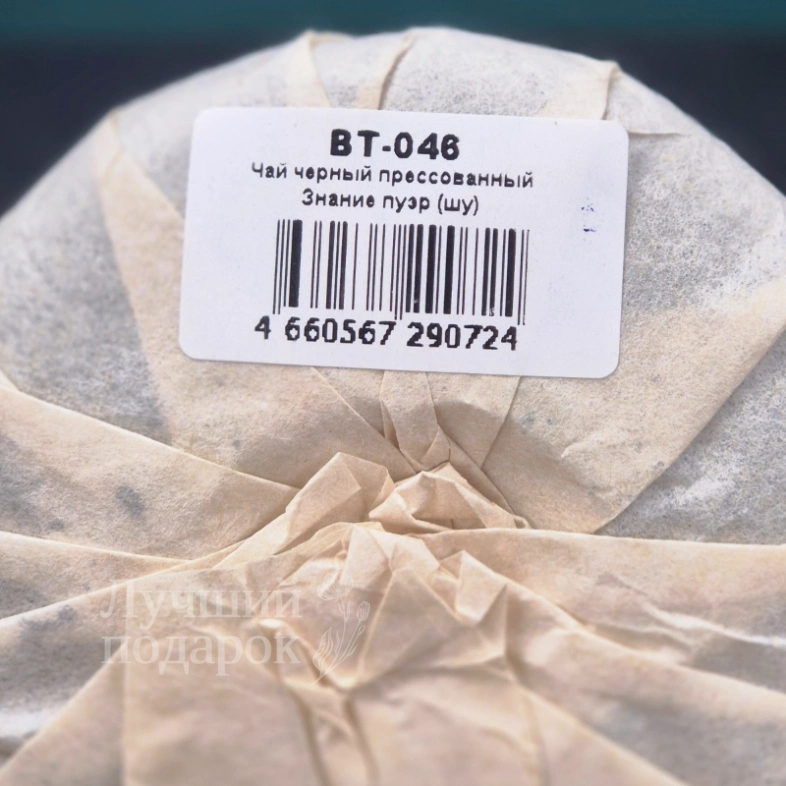 BT-046
Чай черный прессованный
Знание пуэр (шу)
4 660567 290724
Лучший
подарок